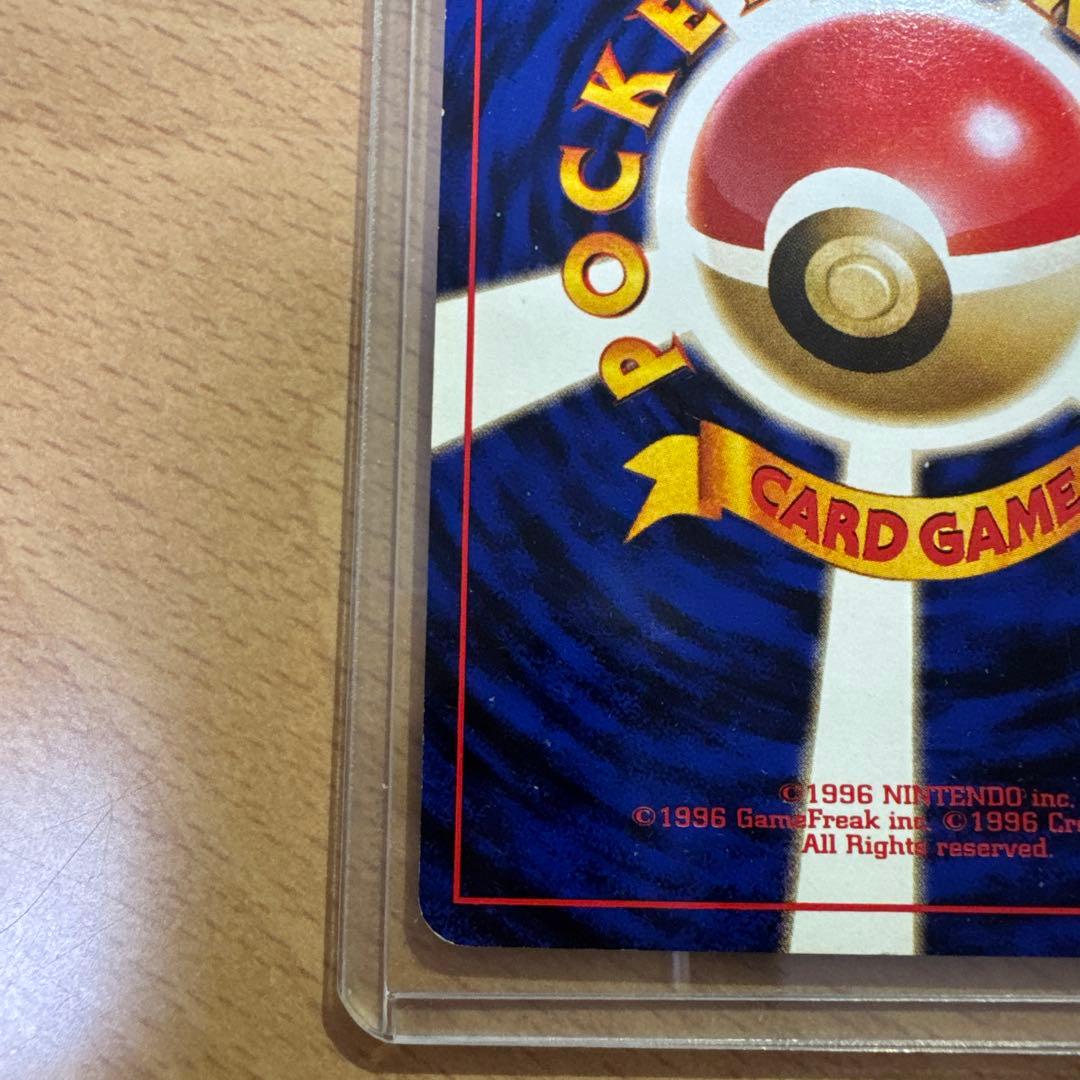 POCKE
CARD GAME
©1996 NINTENDO inc.
©1996 GameFreak inc. ©1996 Cr
All Rights reserved.